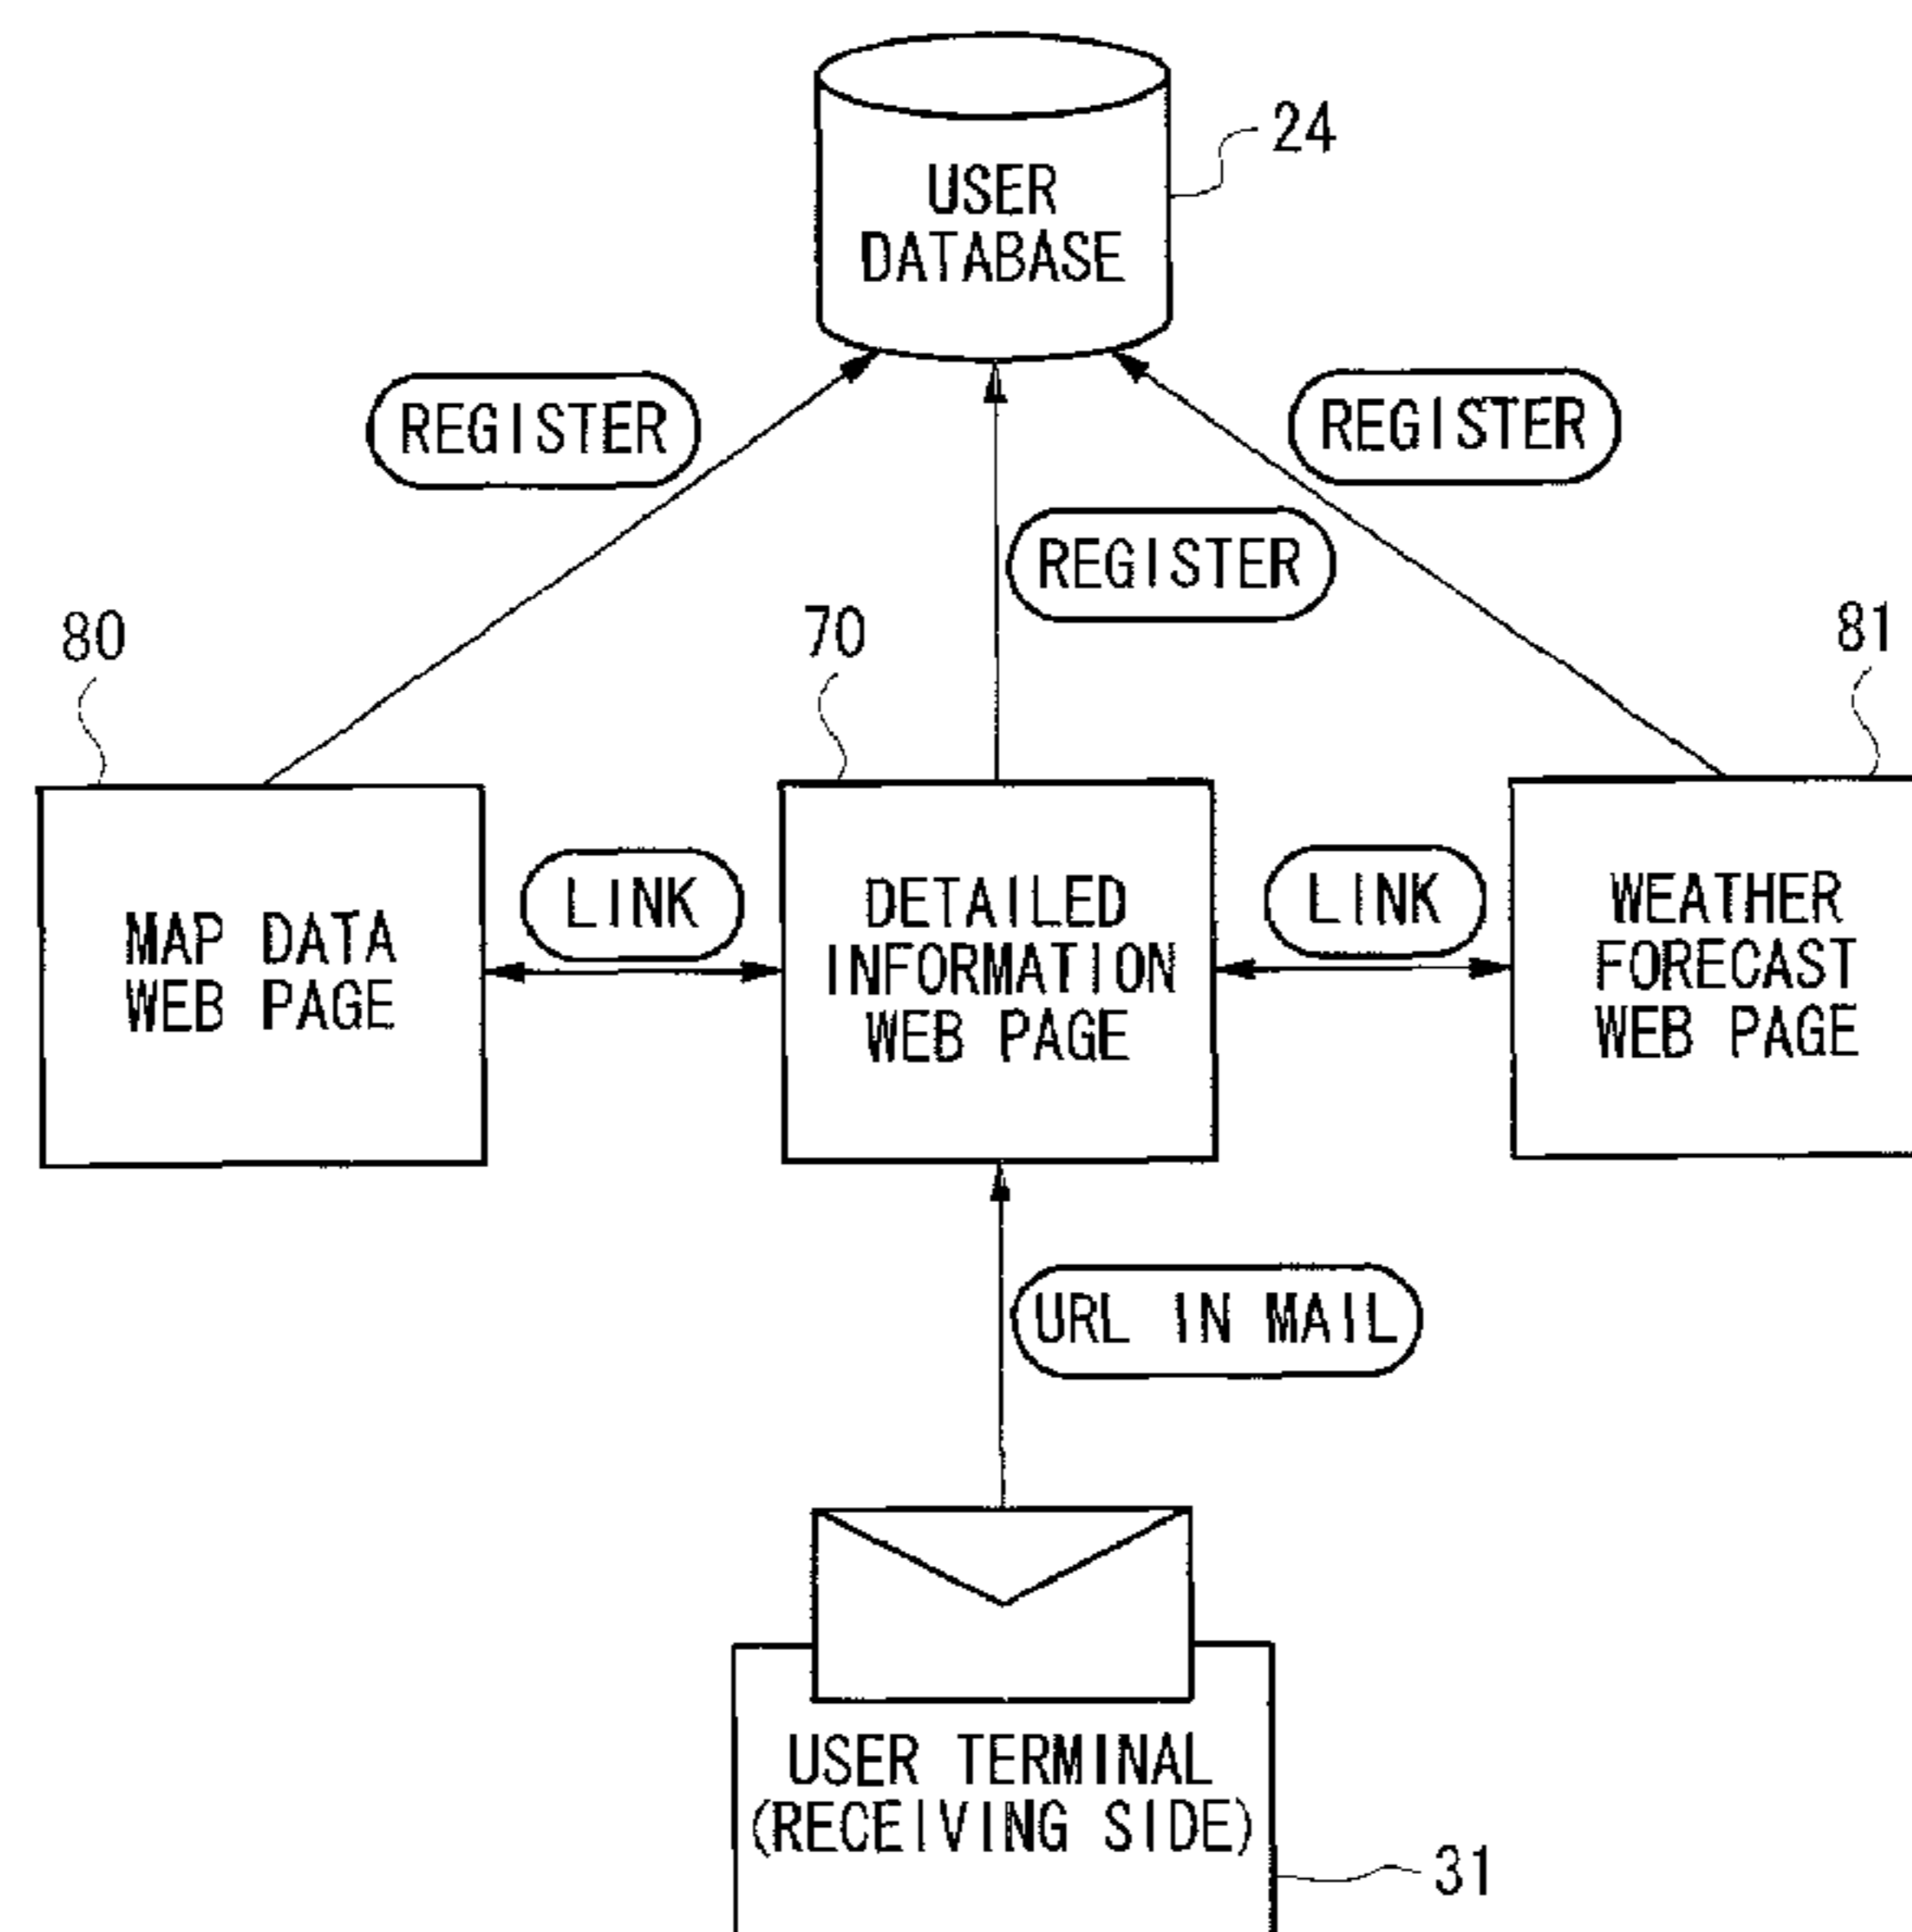 24
USER
DATABASE
REGISTER
REGISTER
REGISTER
80
70
81
MAP DATA
WEB PAGE
LINK
DETAILED
INFORMATION
WEB PAGE
LINK
WEATHER
FORECAST
WEB PAGE
URL IN MAIL
USER TERMINAL
(RECEIVING SIDE)
31